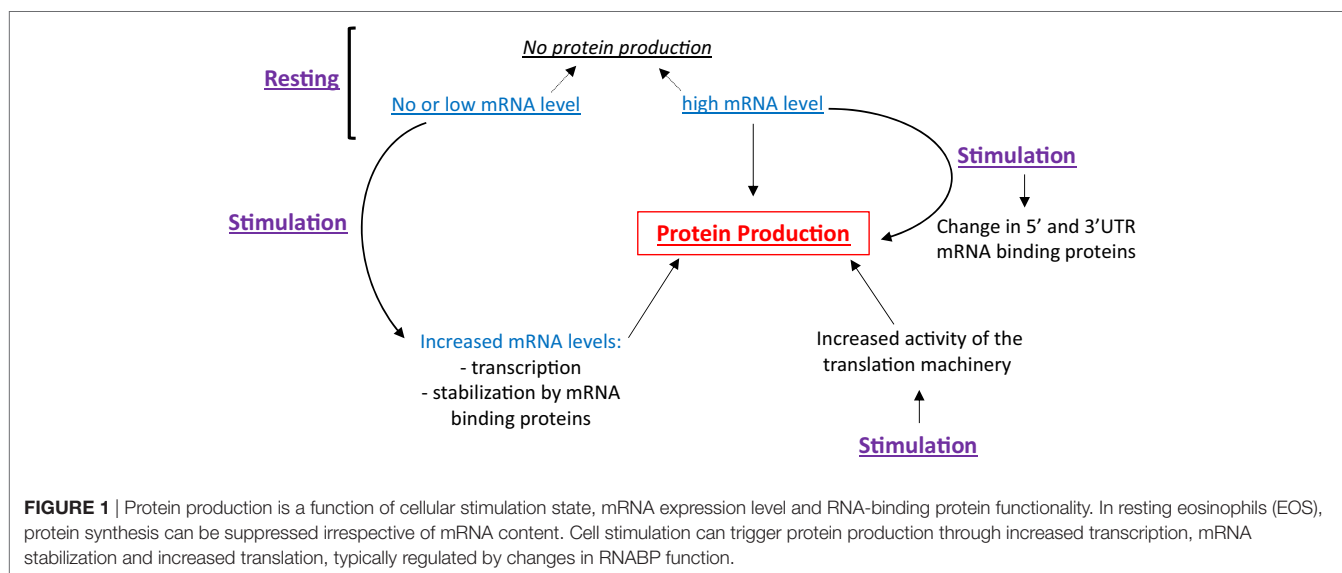 No protein production
Resting
No or low mRNA level
high mRNA level
Stimulation
Stimulation
Change in 5’ and 3’UTR
mRNA binding proteins
Protein Production
Increased mRNA levels:
- transcription
- stabilization by mRNA
binding proteins
Increased activity of the
translation machinery
Stimulation
FIGURE 1 | Protein production is a function of cellular stimulation state, mRNA expression level and RNA-binding protein functionality. In resting eosinophils (EOS),
protein synthesis can be suppressed irrespective of mRNA content. Cell stimulation can trigger protein production through increased transcription, mRNA
stabilization and increased translation, typically regulated by changes in RNABP function.